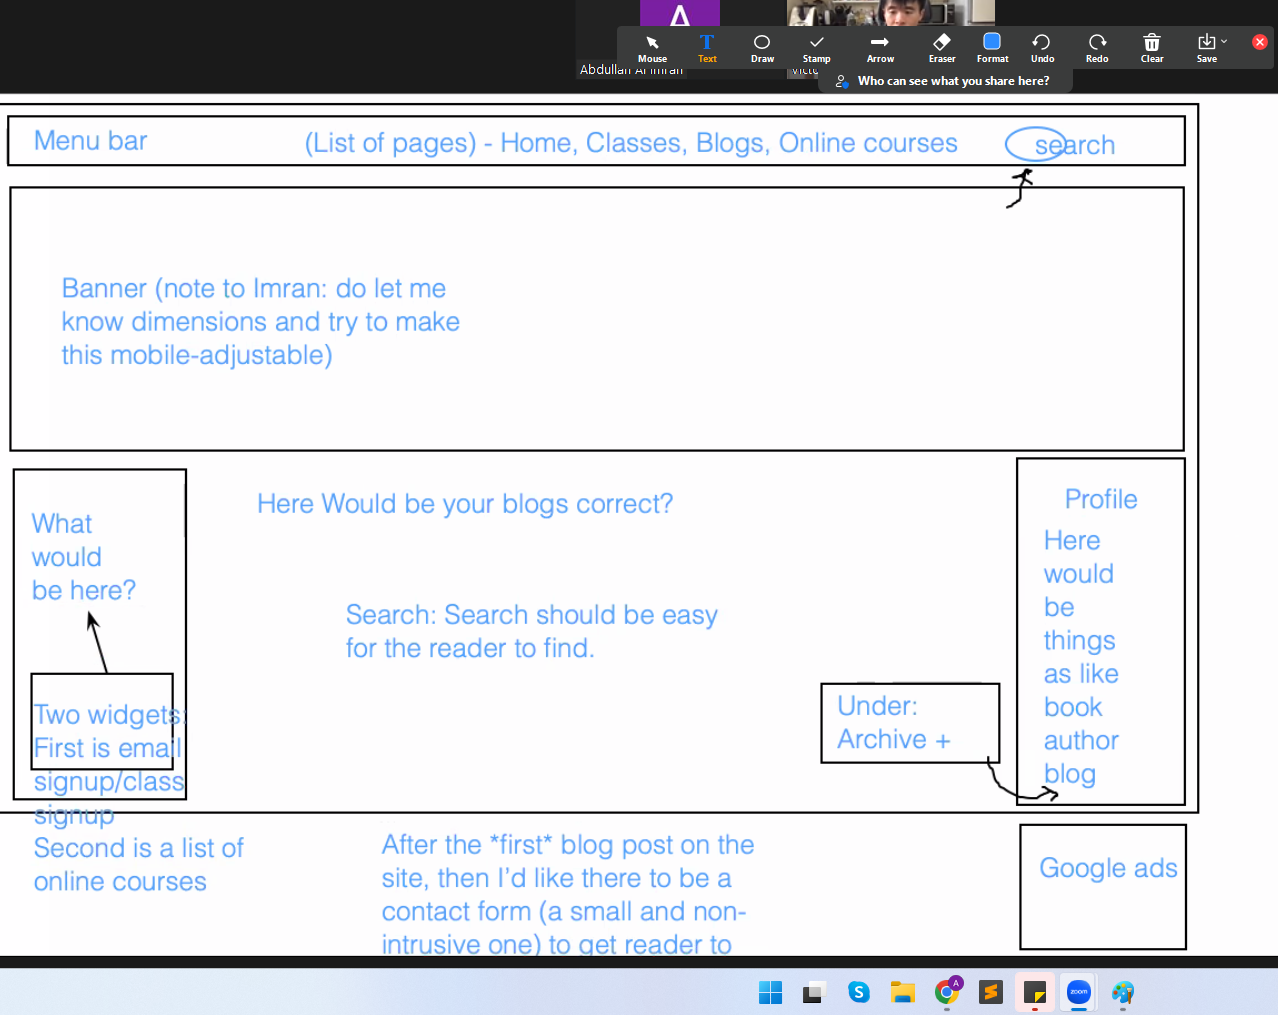 A
Abdullah Al Imran
Mouse
Text
Draw
Stamp
Arrow
Eraser
Format
Undo
Redo
Clear
Save
Who can see what you share here?
Menu bar
(List of pages) - Home, Classes, Blogs, Online courses
search
Banner (note to Imran: do let me
know dimensions and try to make
this mobile-adjustable)
What
would
be here?
Two widgets:
First is email
signup/class
signup
Second is a list of
online courses
Here Would be your blogs correct?
Search: Search should be easy
for the reader to find.
Under:
Archive +
Profile
Here
would
be
things
as like
book
author
blog
After the *first* blog post on the
site, then I'd like there to be a
contact form (a small and non-
intrusive one) to get reader to
Google ads
A
zoom